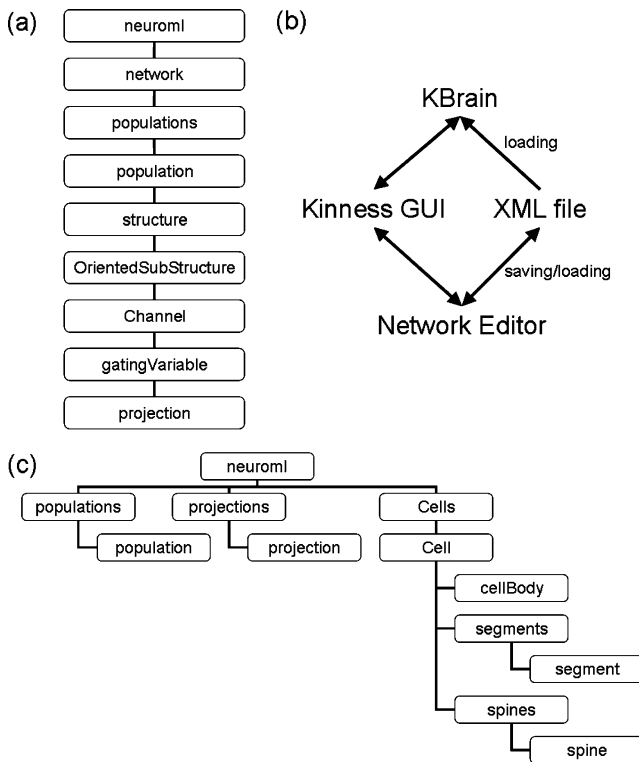 (a)
neuroml
network
populations
population
structure
OrientedSubStructure
Channel
gatingVariable
projection
(b)
KBrain
loading
Kinness GUI
XML file
saving/loading
Network Editor
(c)
neuroml
populations
projections
Cells
population
projection
Cell
cellBody
segments
segment
spines
spine